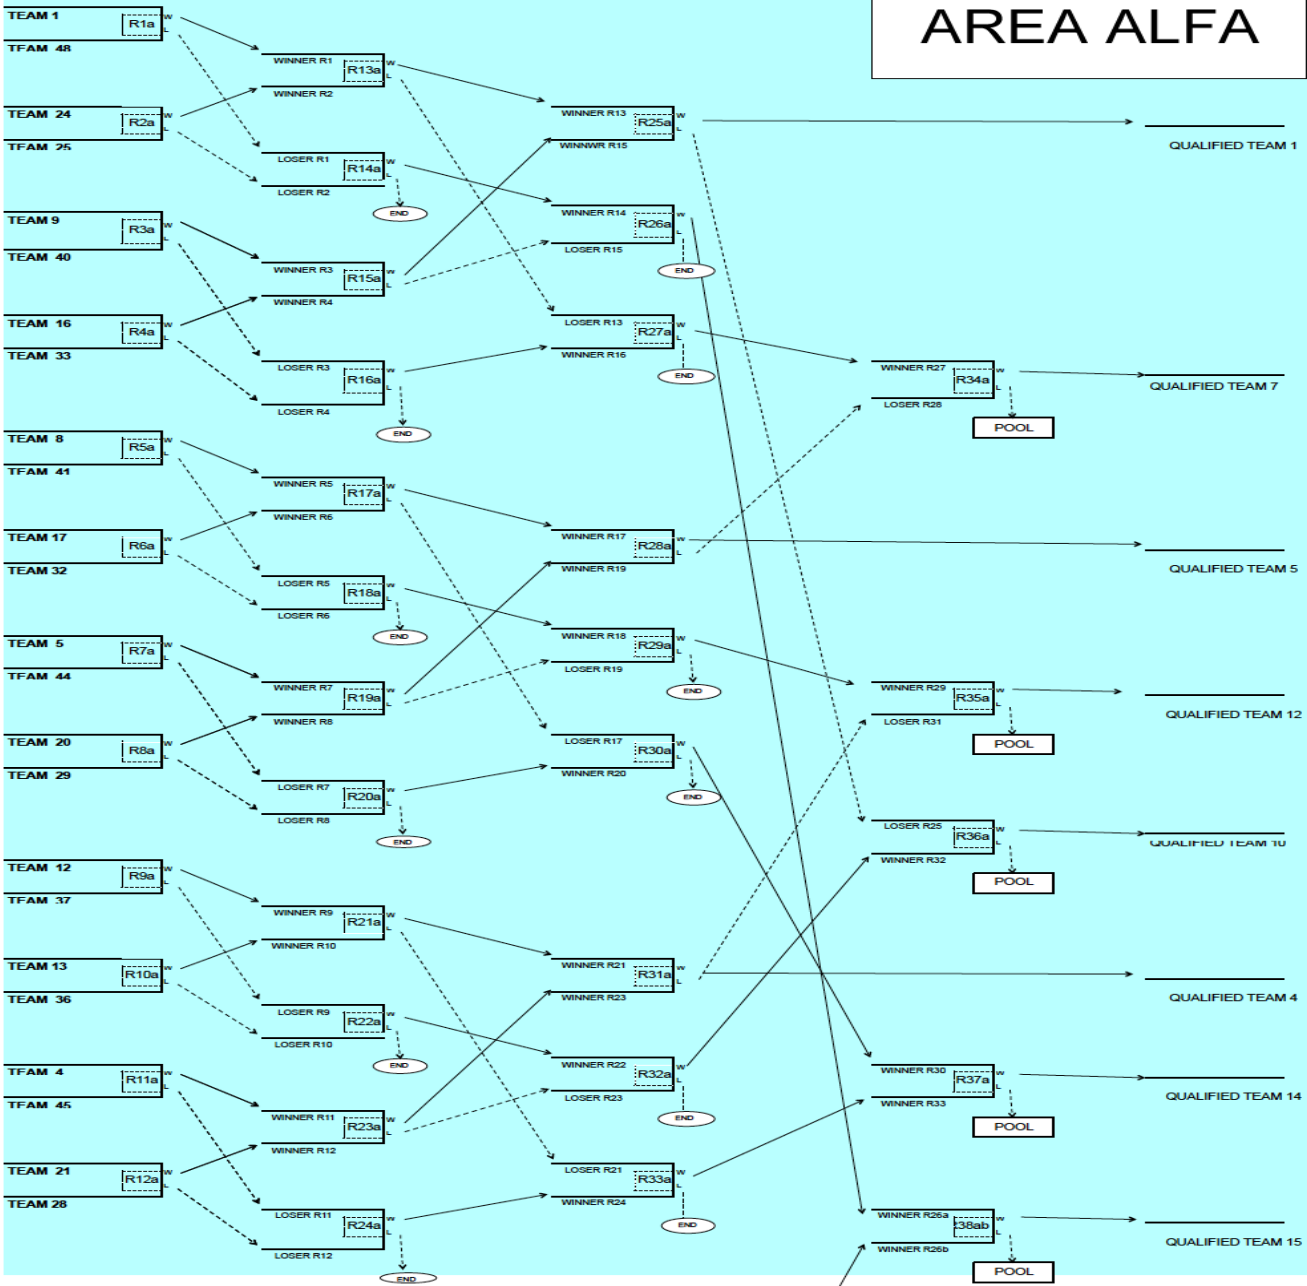 AREA ALFA
TEAM 1
R1a
W
L
TEAM 48
TEAM 24
R2a
W
L
TEAM 25
TEAM 9
R3a
W
L
TEAM 40
TEAM 16
R4a
W
L
TEAM 33
TEAM 8
R5a
W
L
TEAM 41
TEAM 17
R6a
W
L
TEAM 32
TEAM 5
R7a
W
L
TEAM 44
TEAM 20
R8a
W
L
TEAM 29
TEAM 12
R9a
W
L
TEAM 37
TEAM 13
R10a
W
L
TEAM 36
TEAM 4
R11a
W
L
TEAM 45
TEAM 21
R12a
W
L
TEAM 28
WINNER R1
R13a
W
L
WINNER R2
LOSER R1
R14a
W
L
LOSER R2
END
WINNER R3
R15a
W
L
WINNER R4
LOSER R3
R16a
W
L
LOSER R4
END
WINNER R5
R17a
W
L
WINNER R6
LOSER R5
R18a
W
L
LOSER R6
END
WINNER R7
R19a
W
L
WINNER R8
LOSER R7
R20a
W
L
LOSER R8
END
WINNER R9
R21a
W
L
WINNER R10
LOSER R9
R22a
W
L
LOSER R10
END
WINNER R11
R23a
W
L
WINNER R12
LOSER R11
R24a
W
L
LOSER R12
END
WINNER R13
R25a
W
L
WINNWR R15
WINNER R14
R26a
W
L
LOSER R15
END
LOSER R13
R27a
W
L
WINNER R16
END
WINNER R17
R28a
W
L
WINNER R19
WINNER R18
R29a
W
L
LOSER R19
END
LOSER R17
R30a
W
L
WINNER R20
END
WINNER R21
R31a
W
L
WINNER R23
WINNER R22
R32a
W
L
LOSER R23
END
LOSER R21
R33a
W
L
WINNER R24
END
WINNER R27
R34a
W
L
LOSER R28
POOL
WINNER R29
R35a
W
L
LOSER R31
POOL
LOSER R25
R36a
W
L
WINNER R32
POOL
WINNER R30
R37a
W
L
WINNER R33
POOL
WINNER R26a
38ab
W
L
WINNER R26b
POOL
QUALIFIED TEAM 1
QUALIFIED TEAM 7
QUALIFIED TEAM 5
QUALIFIED TEAM 12
QUALIFIED TEAM 10
QUALIFIED TEAM 4
QUALIFIED TEAM 14
QUALIFIED TEAM 15